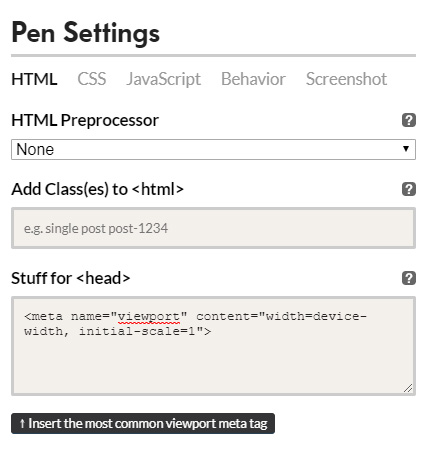 Pen Settings
HTML CSS JavaScript Behavior Screenshot
HTML Preprocessor ?
None
Add Class(es) to <html> ?
e.g. single post post-1234
Stuff for <head> ?
<meta name="viewport" content="width=device-
width, initial-scale=1">
↑ Insert the most common viewport meta tag